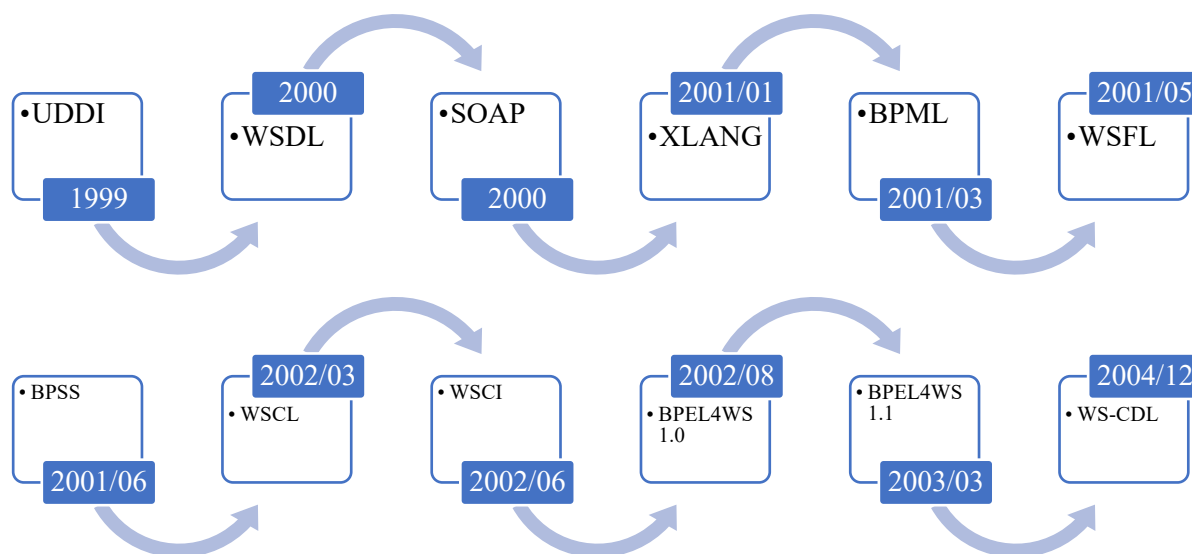 •UDDI
1999
2000
•WSDL
•SOAP
2000
2001/01
•XLANG
•BPML
2001/03
2001/05
•WSFL
• BPSS
2001/06
2002/03
• WSCL
• WSCI
2002/06
2002/08
• BPEL4WS
1.0
• BPEL4WS
1.1
2003/03
2004/12
• WS-CDL